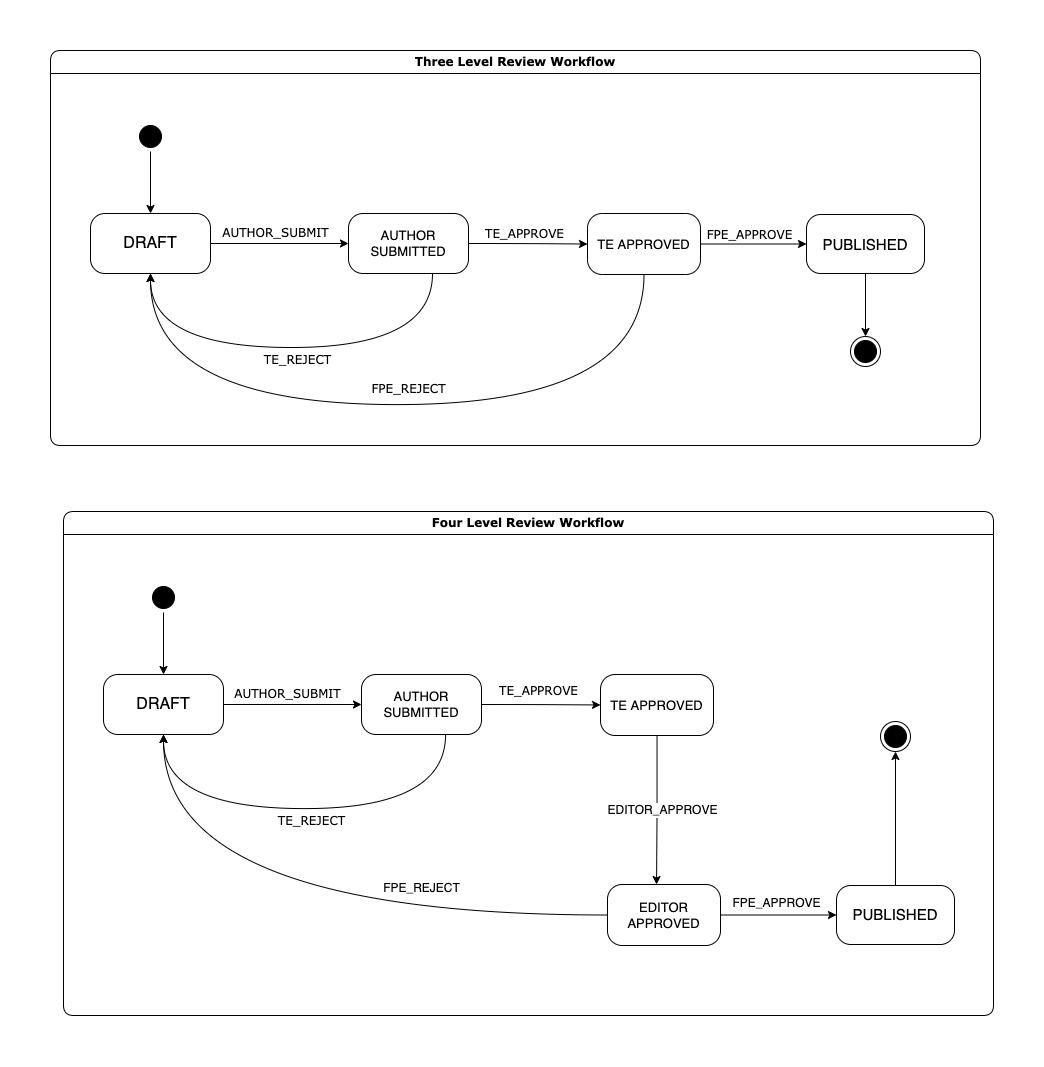 Three Level Review Workflow
DRAFT
AUTHOR_SUBMIT
AUTHOR
SUBMITTED
TE_APPROVE
TE APPROVED
FPE_APPROVE
PUBLISHED
TE_REJECT
FPE_REJECT
Four Level Review Workflow
DRAFT
AUTHOR_SUBMIT
AUTHOR
SUBMITTED
TE_APPROVE
TE APPROVED
EDITOR_APPROVE
TE_REJECT
FPE_REJECT
EDITOR
APPROVED
FPE_APPROVE
PUBLISHED